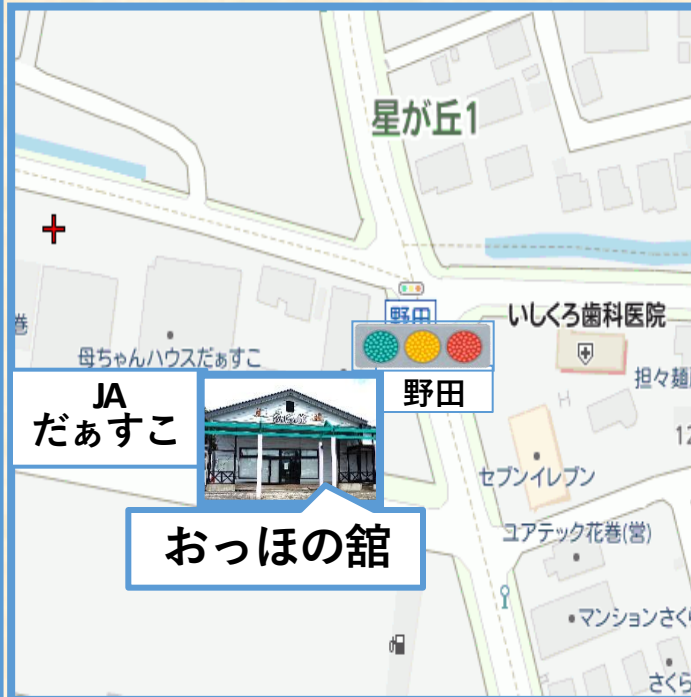 星が丘1
野田
いしくろ歯科医院
巻
母ちゃんハウスだぁすこ
野田
担々麺
JA
だぁすこ
12
セブンイレブン
おっほの舘
ユアテック花巻(営)
マンションさく
さくら